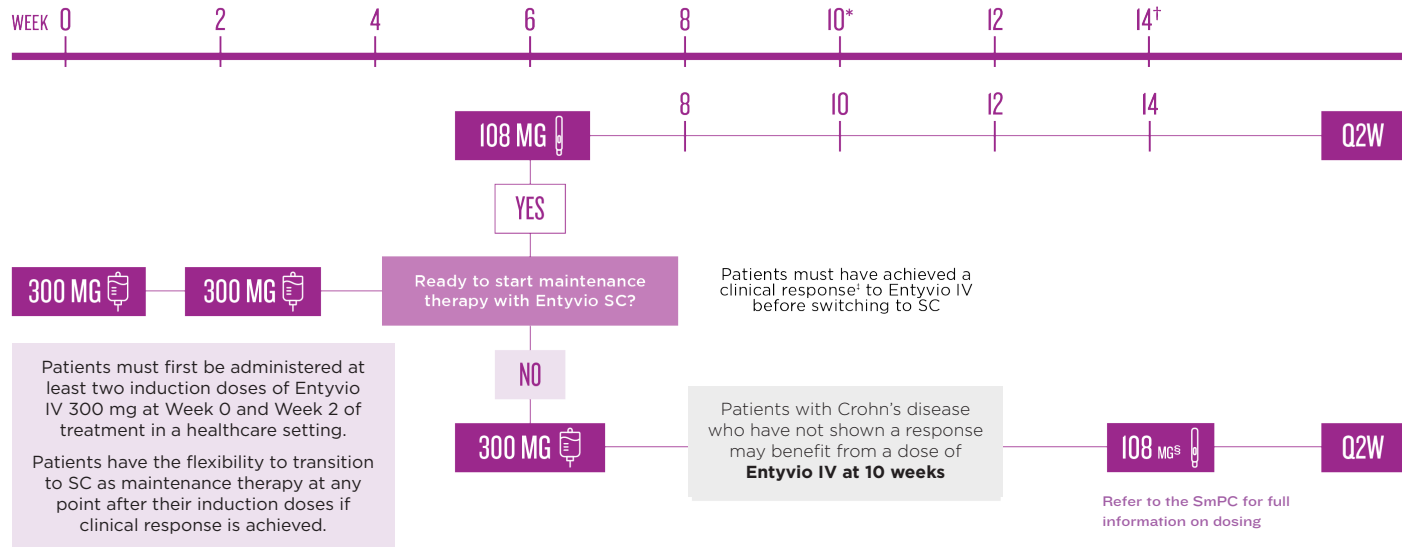 WEEK 0 2 4 6 8 10* 12 14†
8 10 12 14
108 MG
Q2W
YES
300 MG
300 MG
Ready to start maintenance
therapy with Entyvio SC?
Patients must have achieved a
clinical response‡ to Entyvio IV
before switching to SC
Patients must first be administered at
least two induction doses of Entyvio
IV 300 mg at Week 0 and Week 2 of
treatment in a healthcare setting.
Patients have the flexibility to transition
to SC as maintenance therapy at any
point after their induction doses if
clinical response is achieved.
NO
300 MG
Patients with Crohn’s disease
who have not shown a response
may benefit from a dose of
Entyvio IV at 10 weeks
108 MG§
Q2W
Refer to the SmPC for full
information on dosing